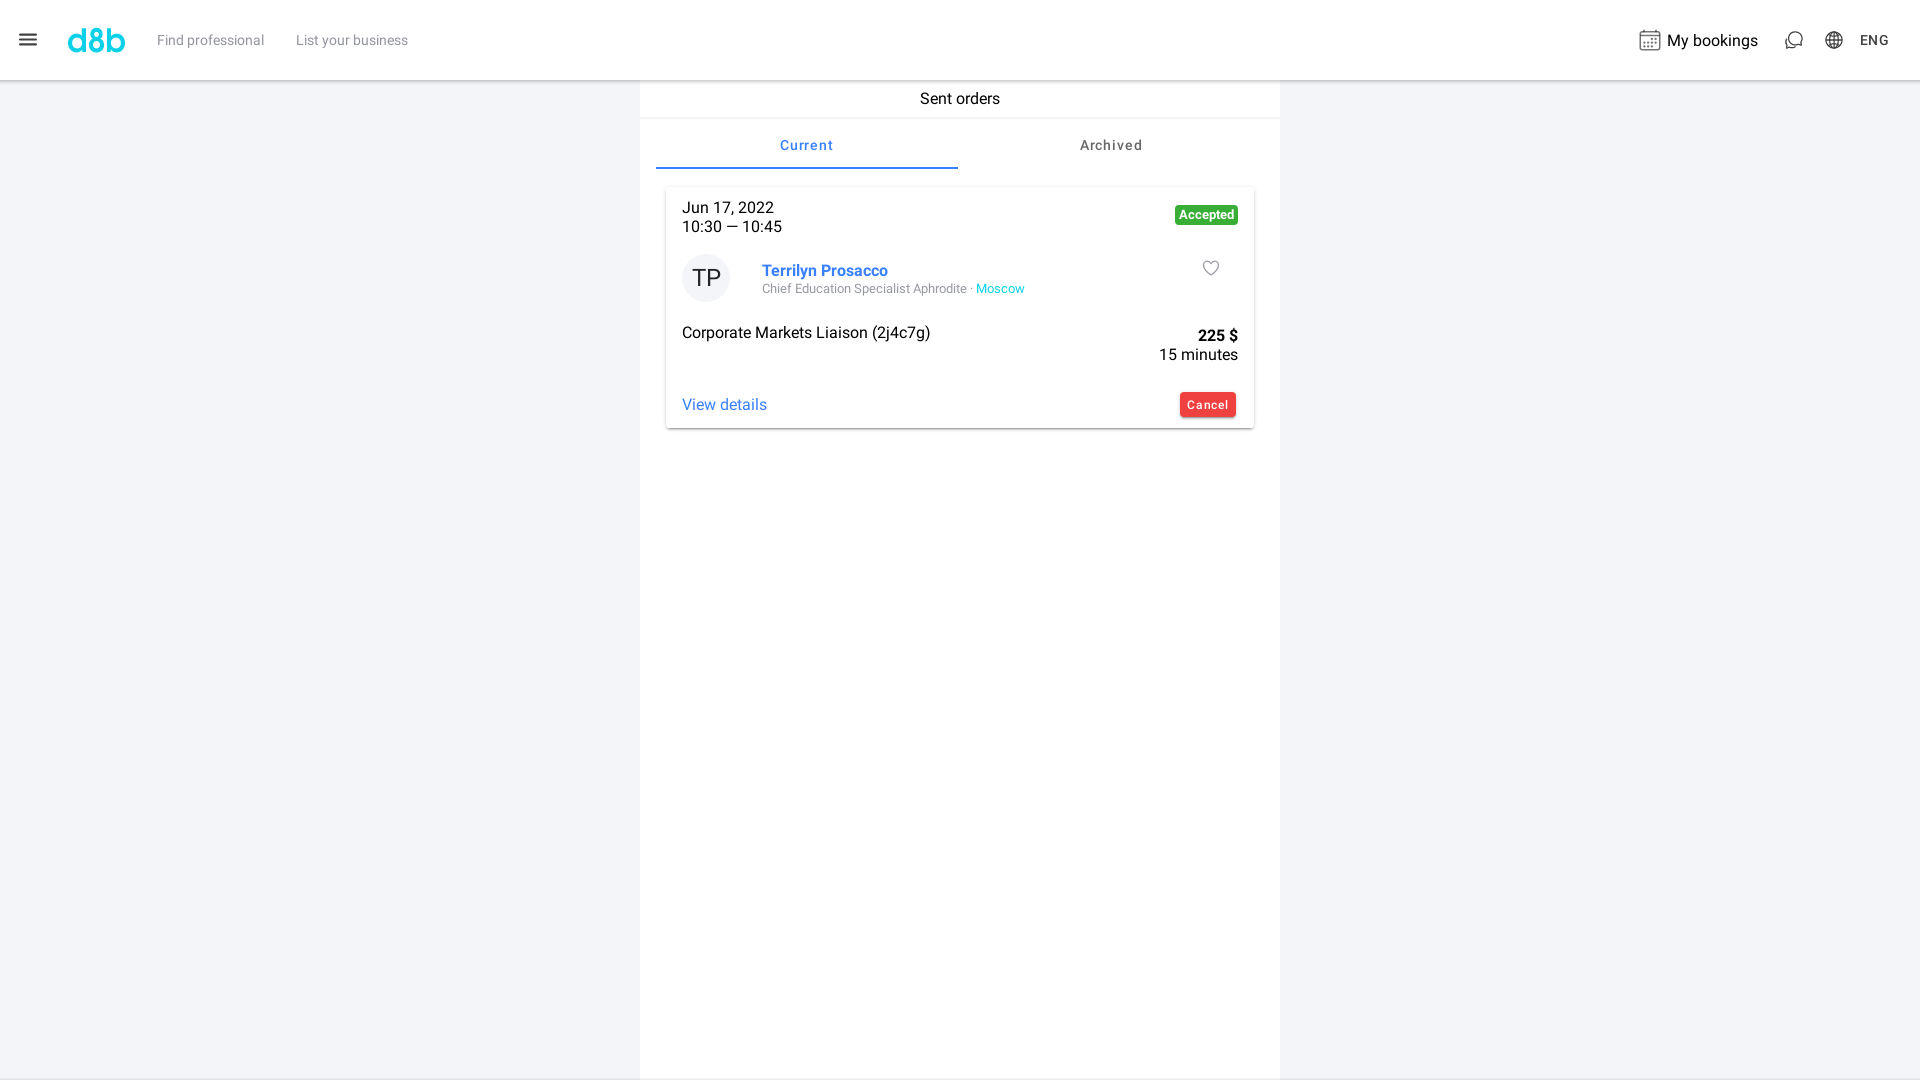 d8b
Find professional
List your business
My bookings
ENG
Sent orders
Current
Archived
Jun 17, 2022
10:30 — 10:45
Accepted
TP
Terrilyn Prosacco
Chief Education Specialist Aphrodite · Moscow
Corporate Markets Liaison (2j4c7g)
225 $
15 minutes
View details
Cancel